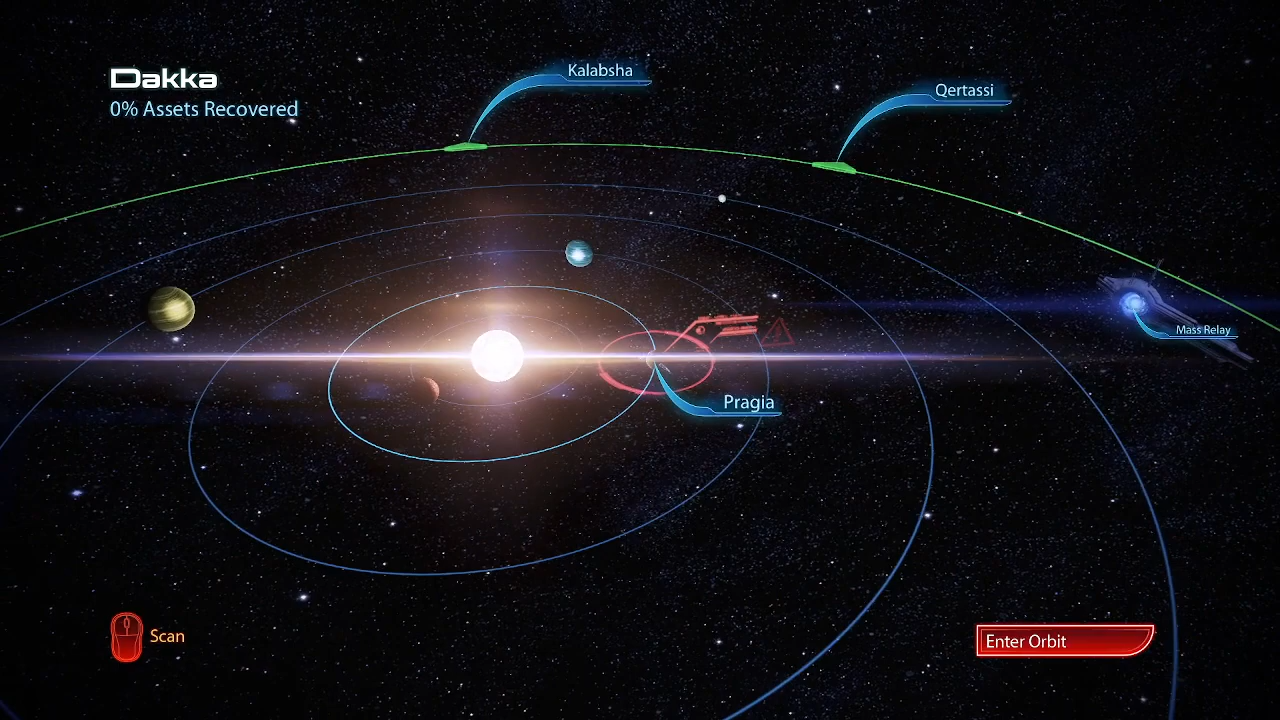 Dakka
0% Assets Recovered
Kalabsha
Qertassi
Mass Relay
Pragia
Scan
Enter Orbit